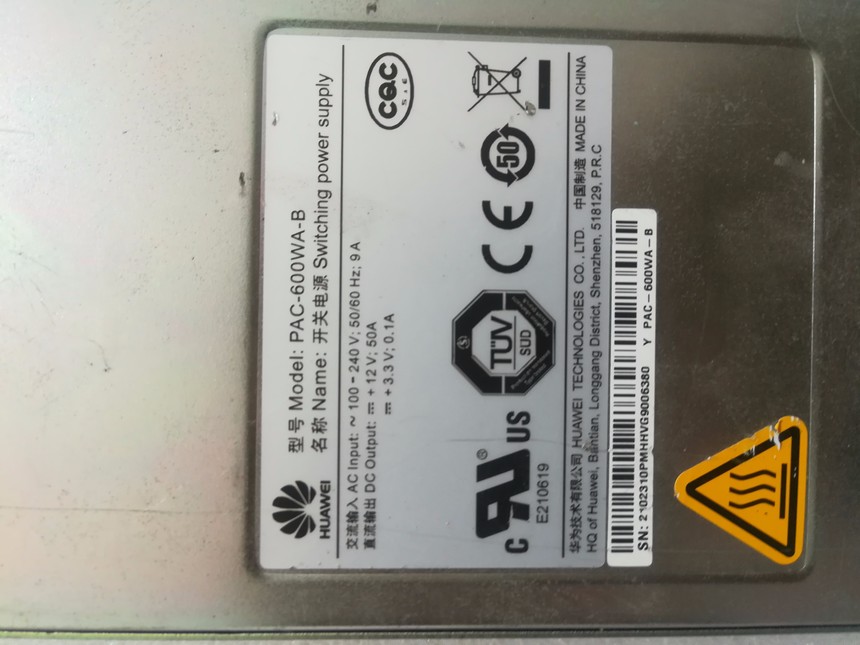 HUAWEI
型号 Model: PAC-600WA-B
名称 Name: 开关电源 Switching power supply
交流输入 AC Input: ~ 100-240 V; 50/60 Hz; 9 A
直流输出 DC Output: ⎓ +12 V; 50A
⎓ +3.3 V; 0.1A
CQC
S&E
c RU US
®
E210619
TÜV
SÜD
CE
50
华为技术有限公司 HUAWEI TECHNOLOGIES CO., LTD. 中国制造 MADE IN CHINA
HQ of Huawei, Bantian, Longgang District, Shenzhen, 518129, P.R.C
SN: 2102310PMHHVG9006380 Y PAC-600WA-B